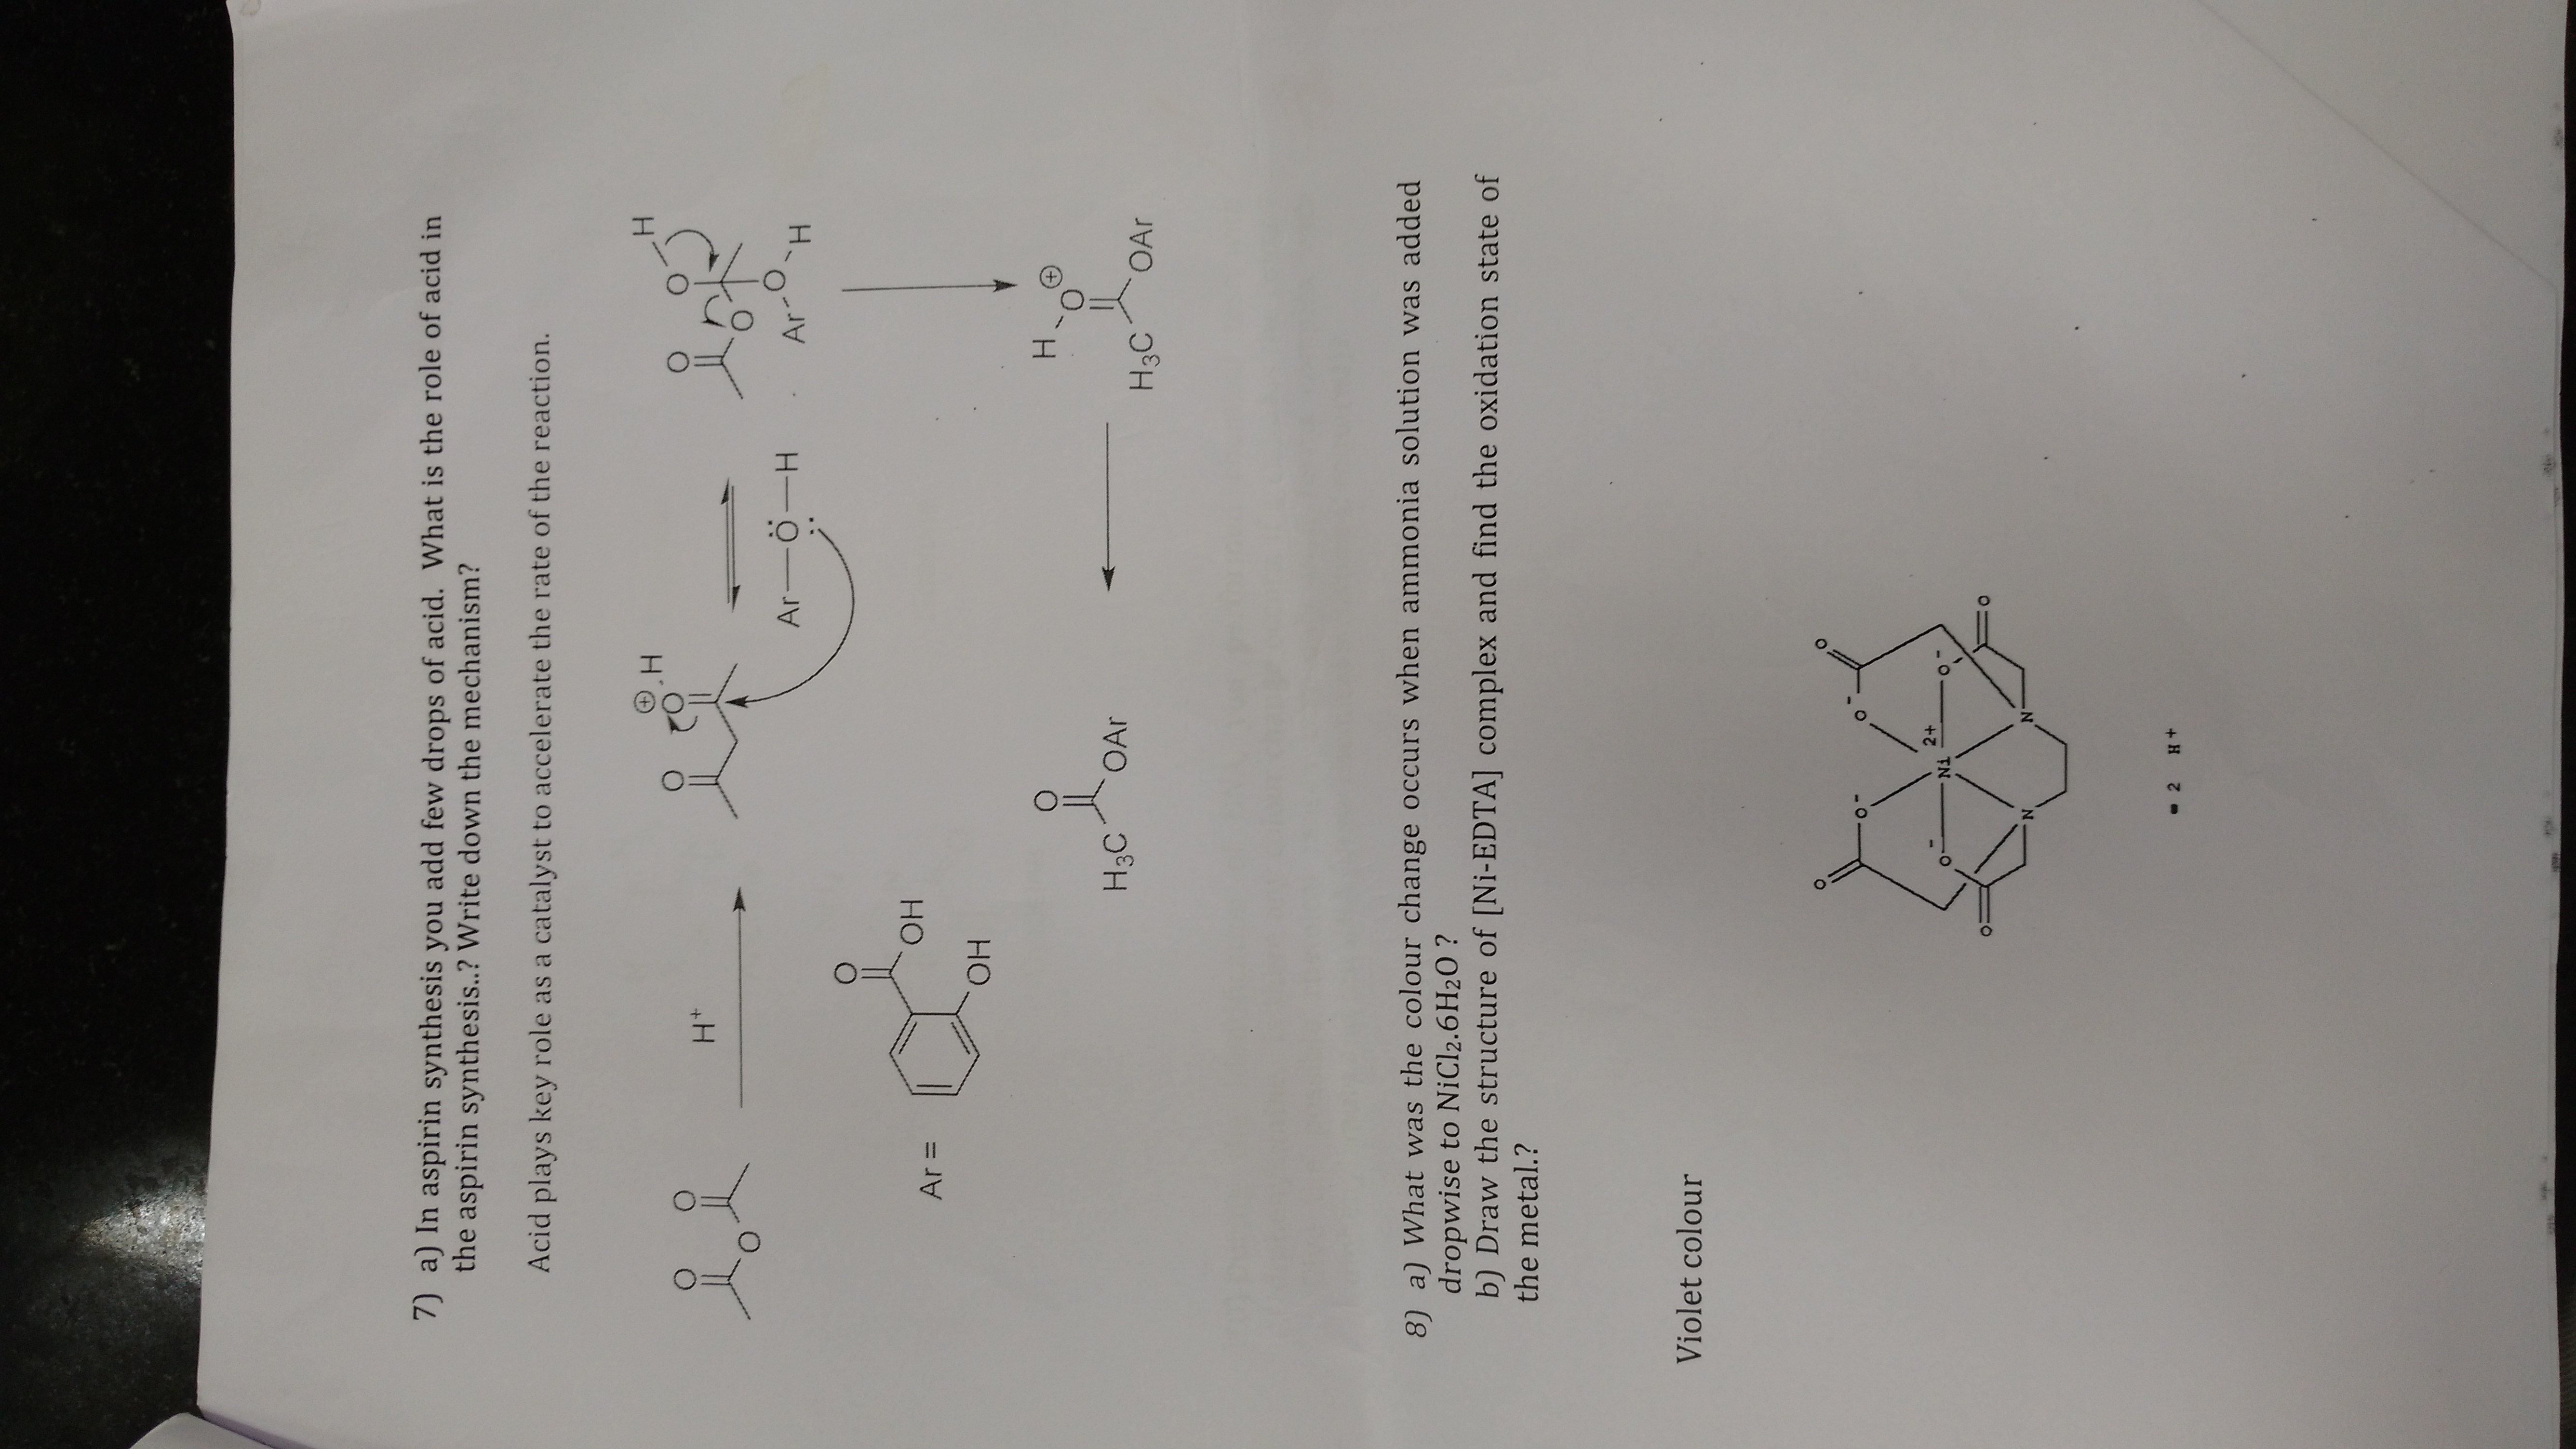 7) a) In aspirin synthesis you add few drops of acid. What is the role of acid in
the aspirin synthesis..? Write down the mechanism?
Acid plays key role as a catalyst to accelerate the rate of the reaction.
O O O H⁺ O ⊕ H O O O O H Ar O H
Ar—Ö—H
Ar = O OH OH
O H₃C OAr H O ⊕ H₃C OAr
8) a) What was the colour change occurs when ammonia solution was added
dropwise to NiCl₂.6H₂O ?
b) Draw the structure of [Ni-EDTA] complex and find the oxidation state of
the metal.?
Violet colour
O O
O⁻ O⁻
O⁻ Ni 2+ O⁻
O O
N N
= 2 H+